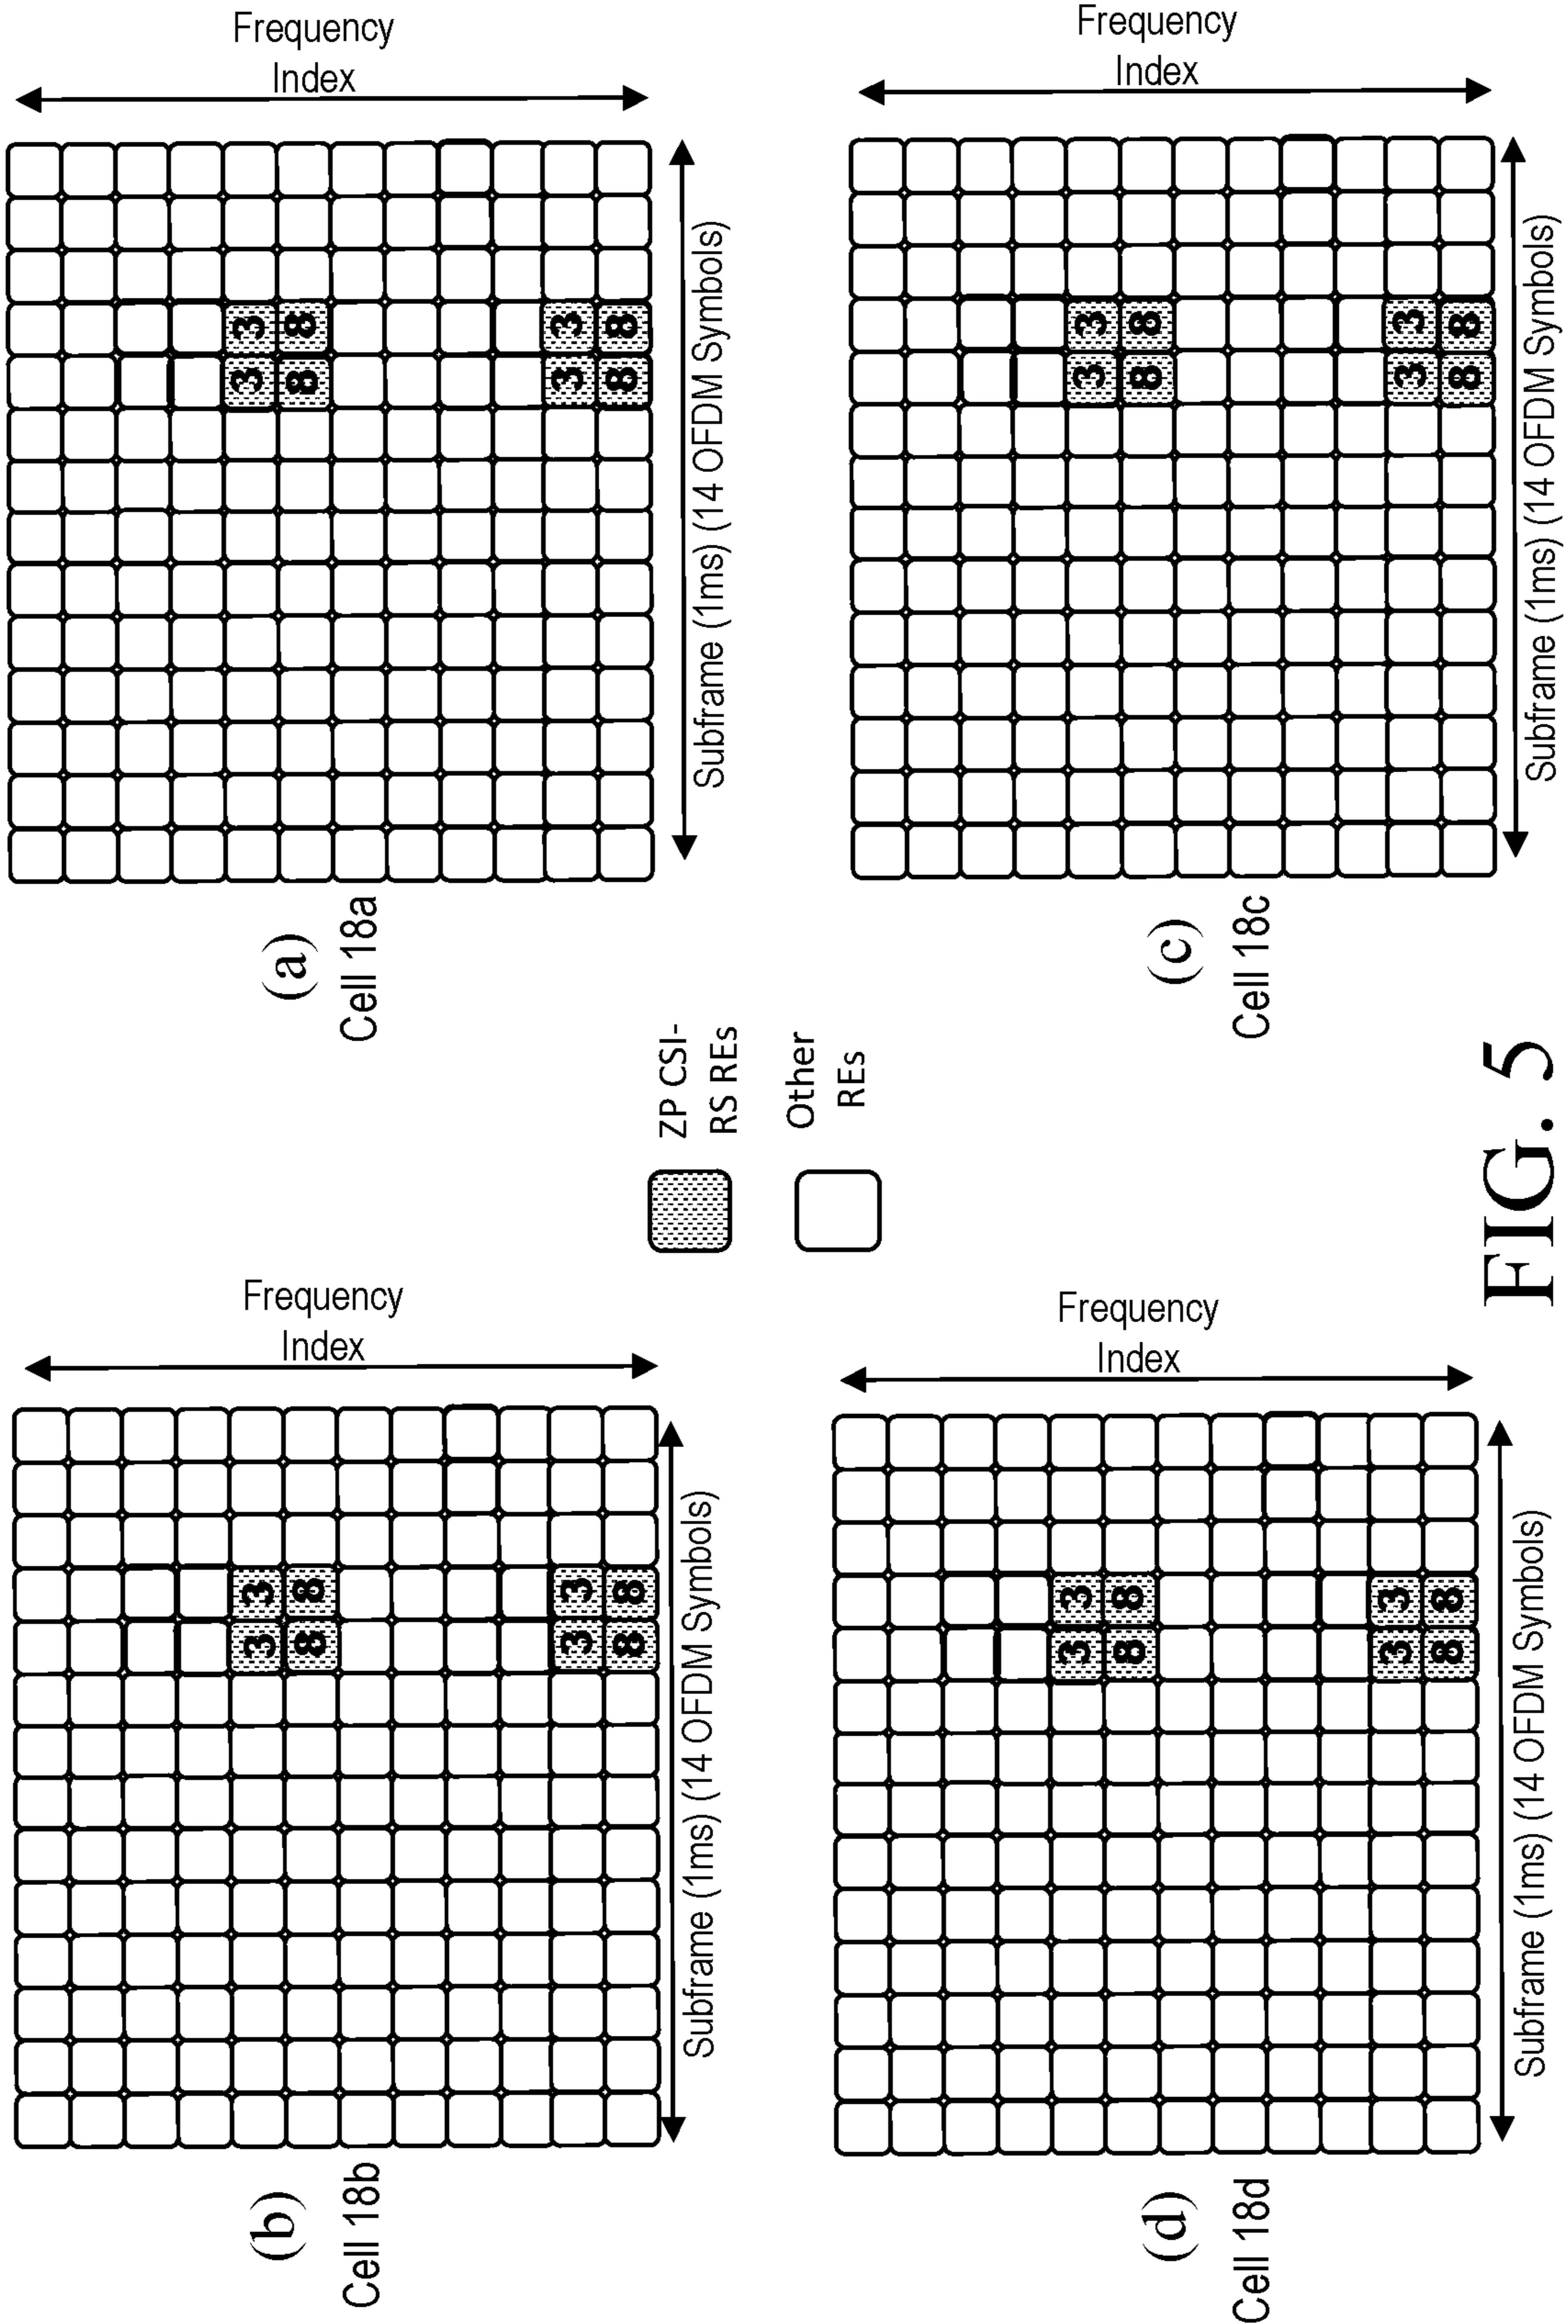 (b)
Cell 18b
Frequency
Index
3 3
8 8
3 3
8 8
Subframe (1ms) (14 OFDM Symbols)
(a)
Cell 18a
Frequency
Index
3 3
8 8
3 3
8 8
Subframe (1ms) (14 OFDM Symbols)
ZP CSI-
RS REs
Other
REs
(d)
Cell 18d
Frequency
Index
3 3
8 8
3 3
8 8
Subframe (1ms) (14 OFDM Symbols)
(c)
Cell 18c
Frequency
Index
3 3
8 8
3 3
8 8
Subframe (1ms) (14 OFDM Symbols)
FIG. 5